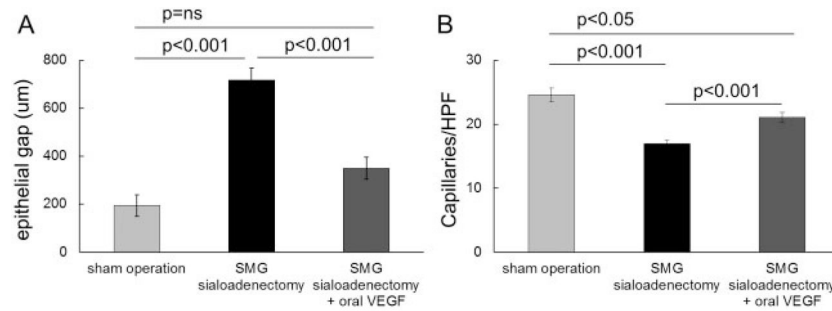 A
p=ns
p<0.001
p<0.001
epithelial gap (um)
800
600
400
200
0
sham operation
SMG
sialoadenectomy
SMG
sialoadenectomy
+ oral VEGF
B
p<0.05
p<0.001
p<0.001
Capillaries/HPF
30
20
10
0
sham operation
SMG
sialoadenectomy
SMG
sialoadenectomy
+ oral VEGF